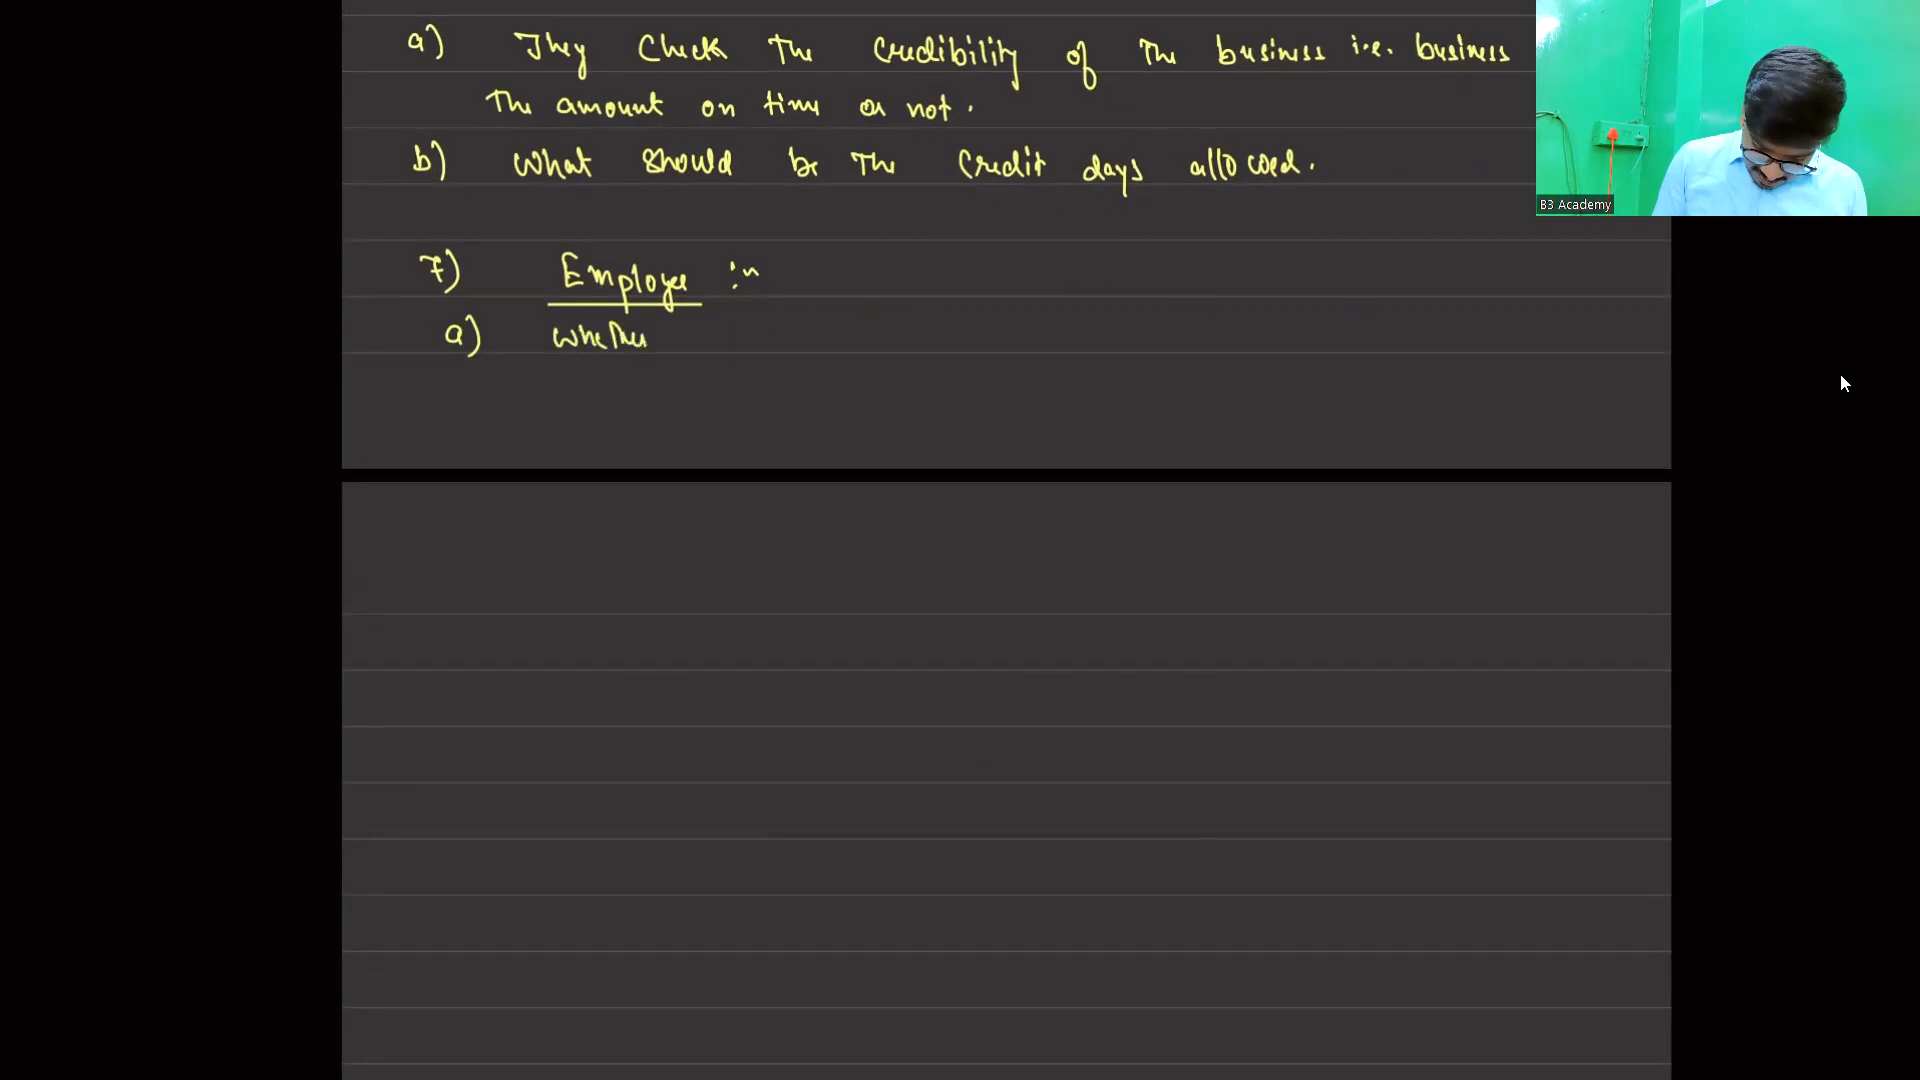 a) They Check The Credibility of The business i.e. business
The amount on time or not.
b) What should be The Credit days allowed.
7) Employee :~
a) whether
B3 Academy